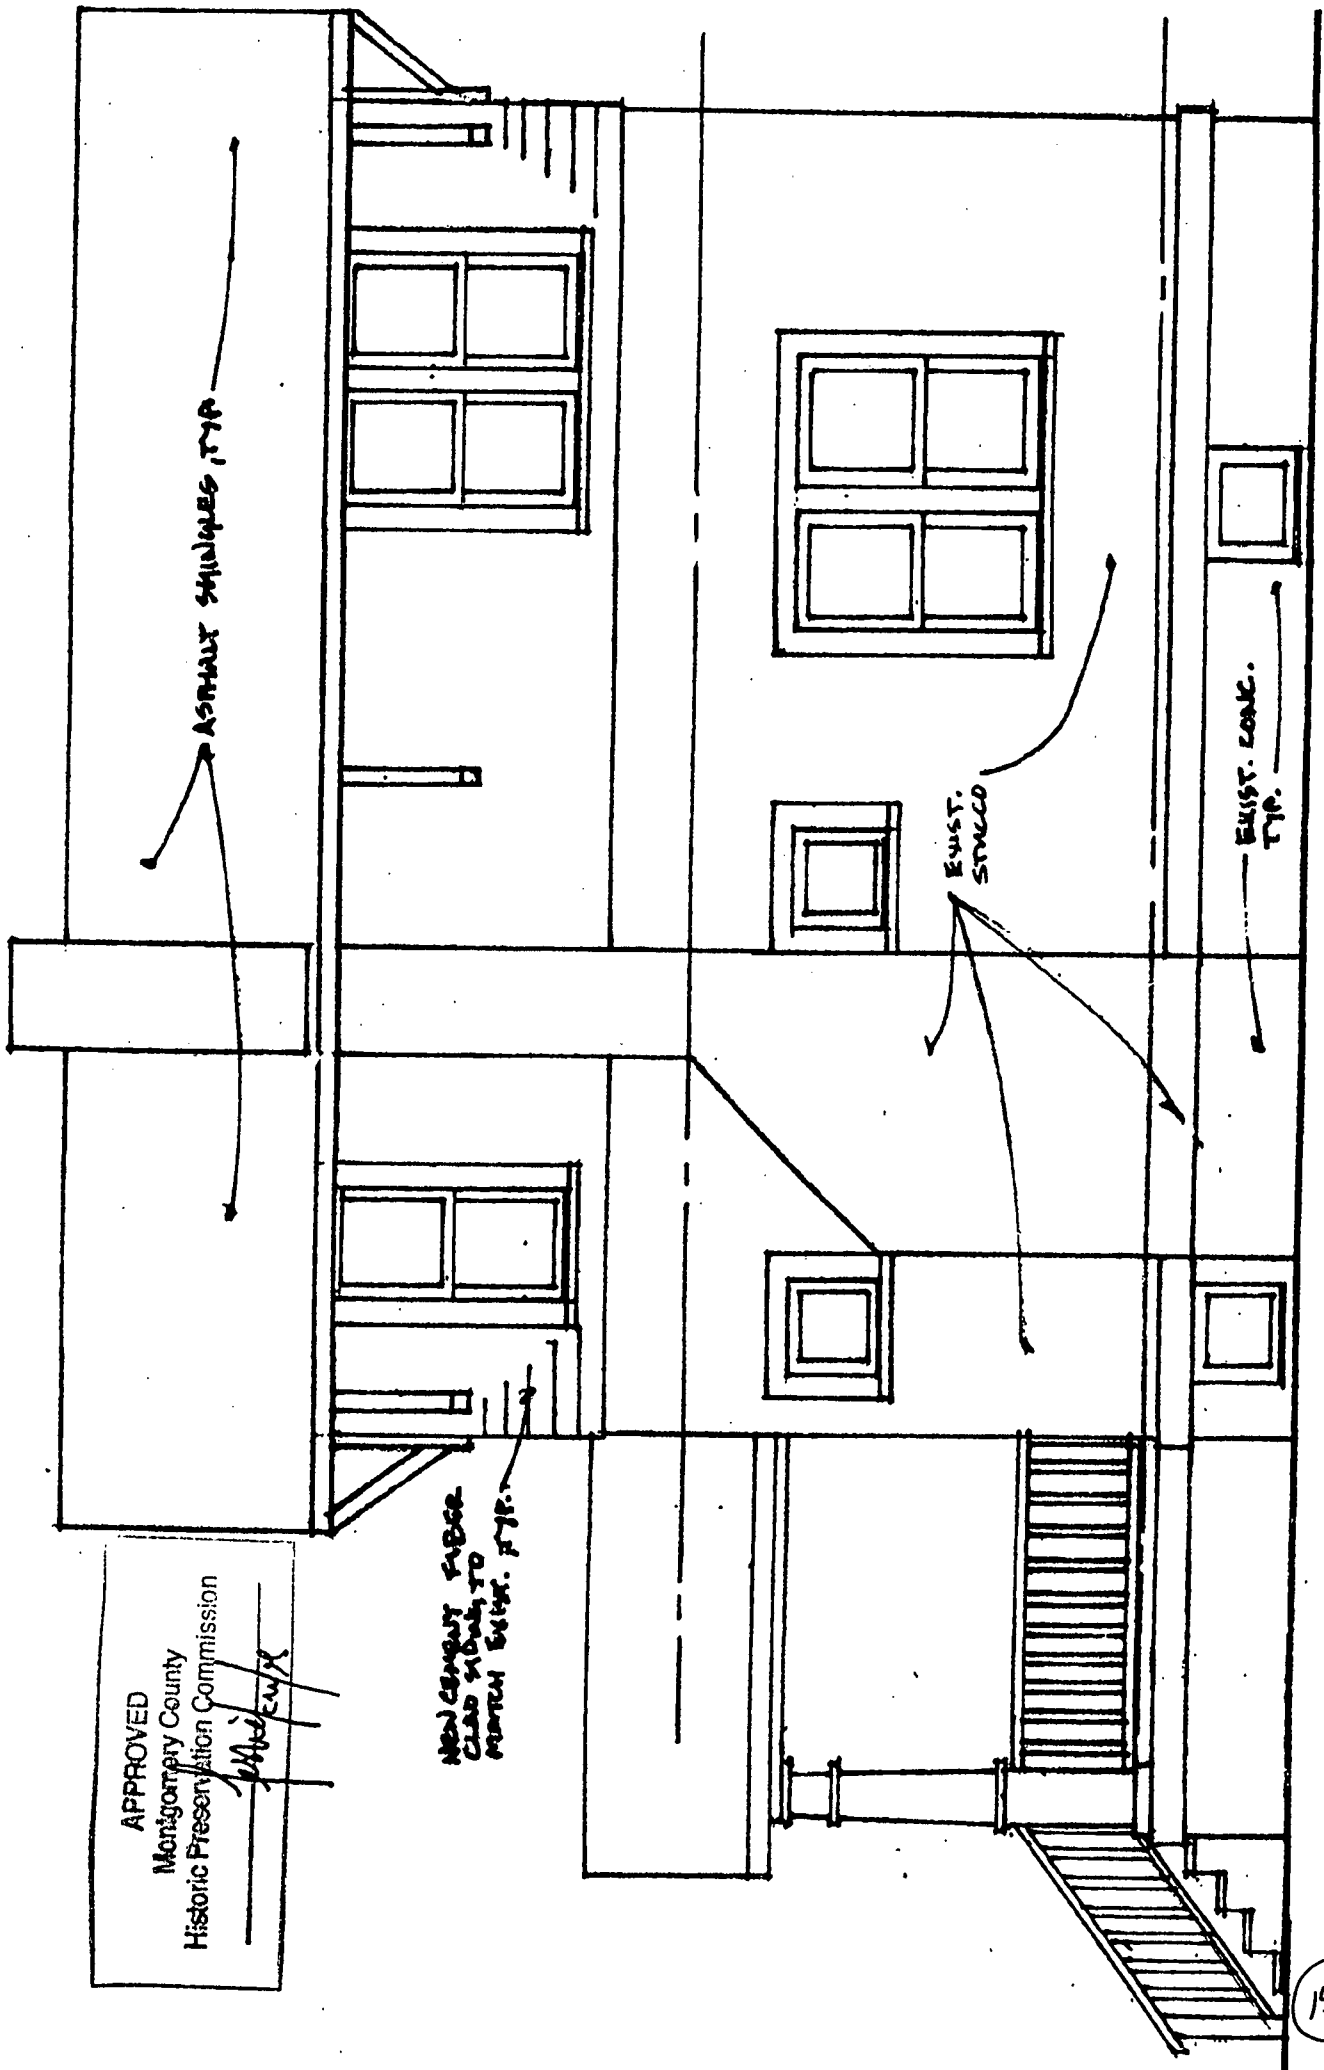 APPROVED
Montgomery County
Historic Preservation Commission
ASPHALT SHINGLES, TYP.
NEW CEMENT FIBER
CLAD SIDING, TO
MATCH EXIST. TYP.
EXIST.
STUCCO
EXIST. CONC.
TYP.